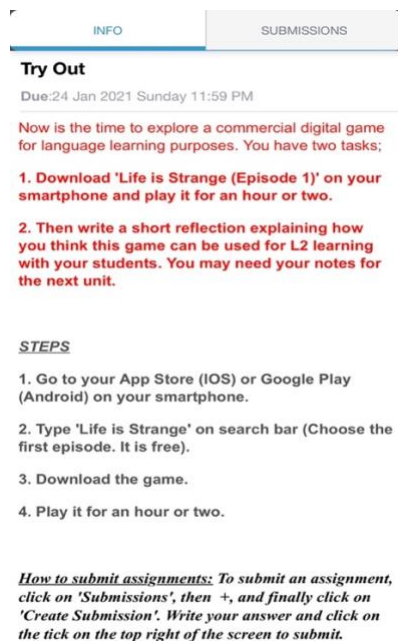 INFO SUBMISSIONS
Try Out
Due:24 Jan 2021 Sunday 11:59 PM
Now is the time to explore a commercial digital game
for language learning purposes. You have two tasks;
1. Download 'Life is Strange (Episode 1)' on your
smartphone and play it for an hour or two.
2. Then write a short reflection explaining how
you think this game can be used for L2 learning
with your students. You may need your notes for
the next unit.
STEPS
1. Go to your App Store (IOS) or Google Play
(Android) on your smartphone.
2. Type 'Life is Strange' on search bar (Choose the
first episode. It is free).
3. Download the game.
4. Play it for an hour or two.
How to submit assignments: To submit an assignment,
click on 'Submissions', then +, and finally click on
'Create Submission'. Write your answer and click on
the tick on the top right of the screen to submit.